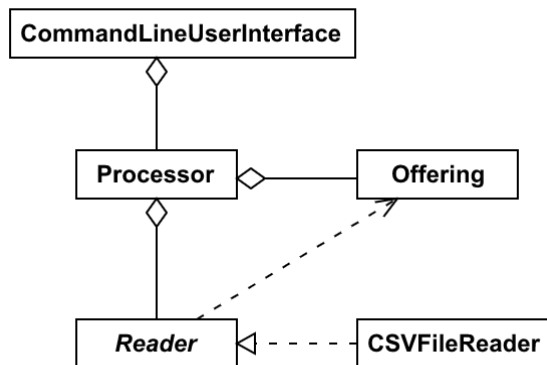 CommandLineUserInterface
Processor
Offering
Reader
CSVFileReader